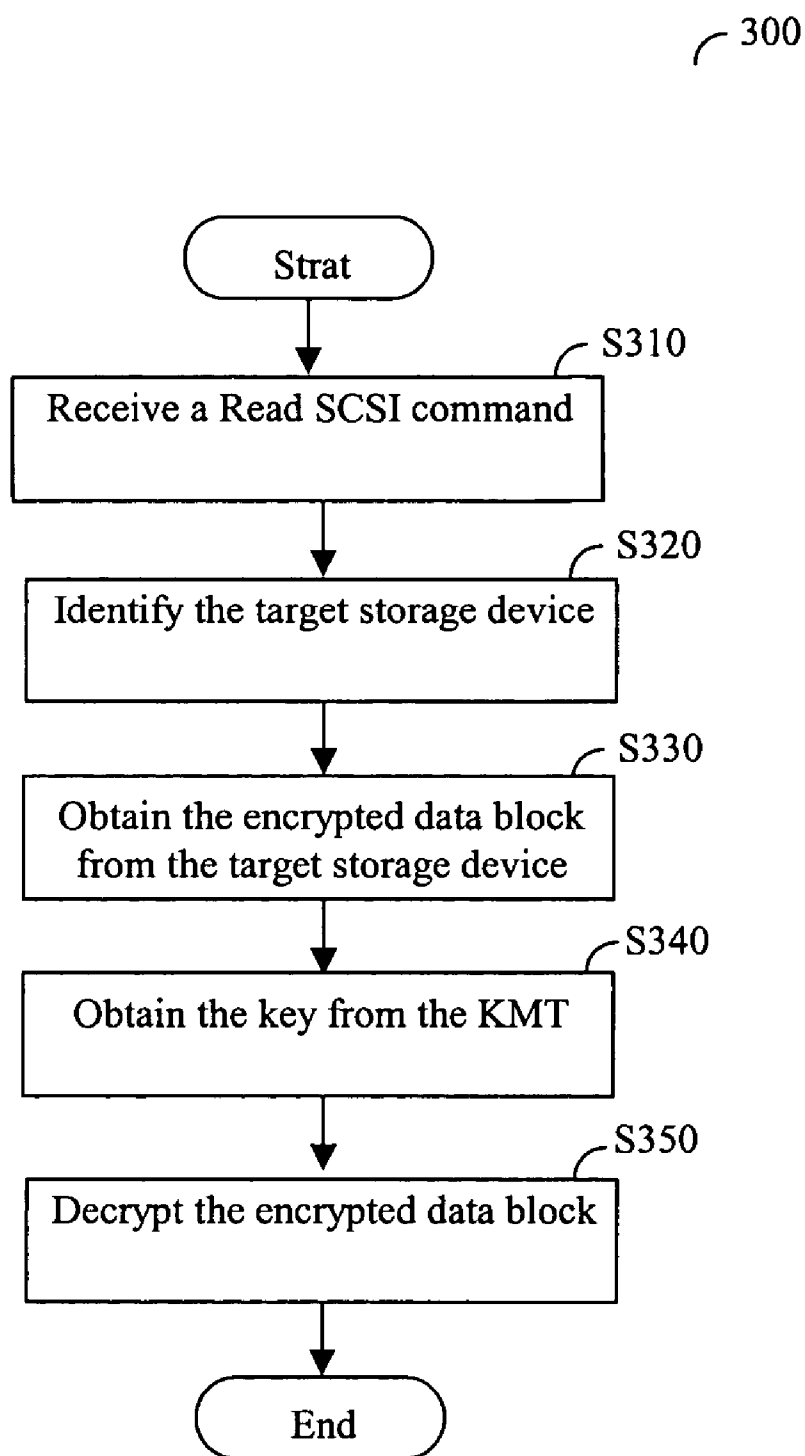 300
Strat
S310
Receive a Read SCSI command
S320
Identify the target storage device
S330
Obtain the encrypted data block
from the target storage device
S340
Obtain the key from the KMT
S350
Decrypt the encrypted data block
End